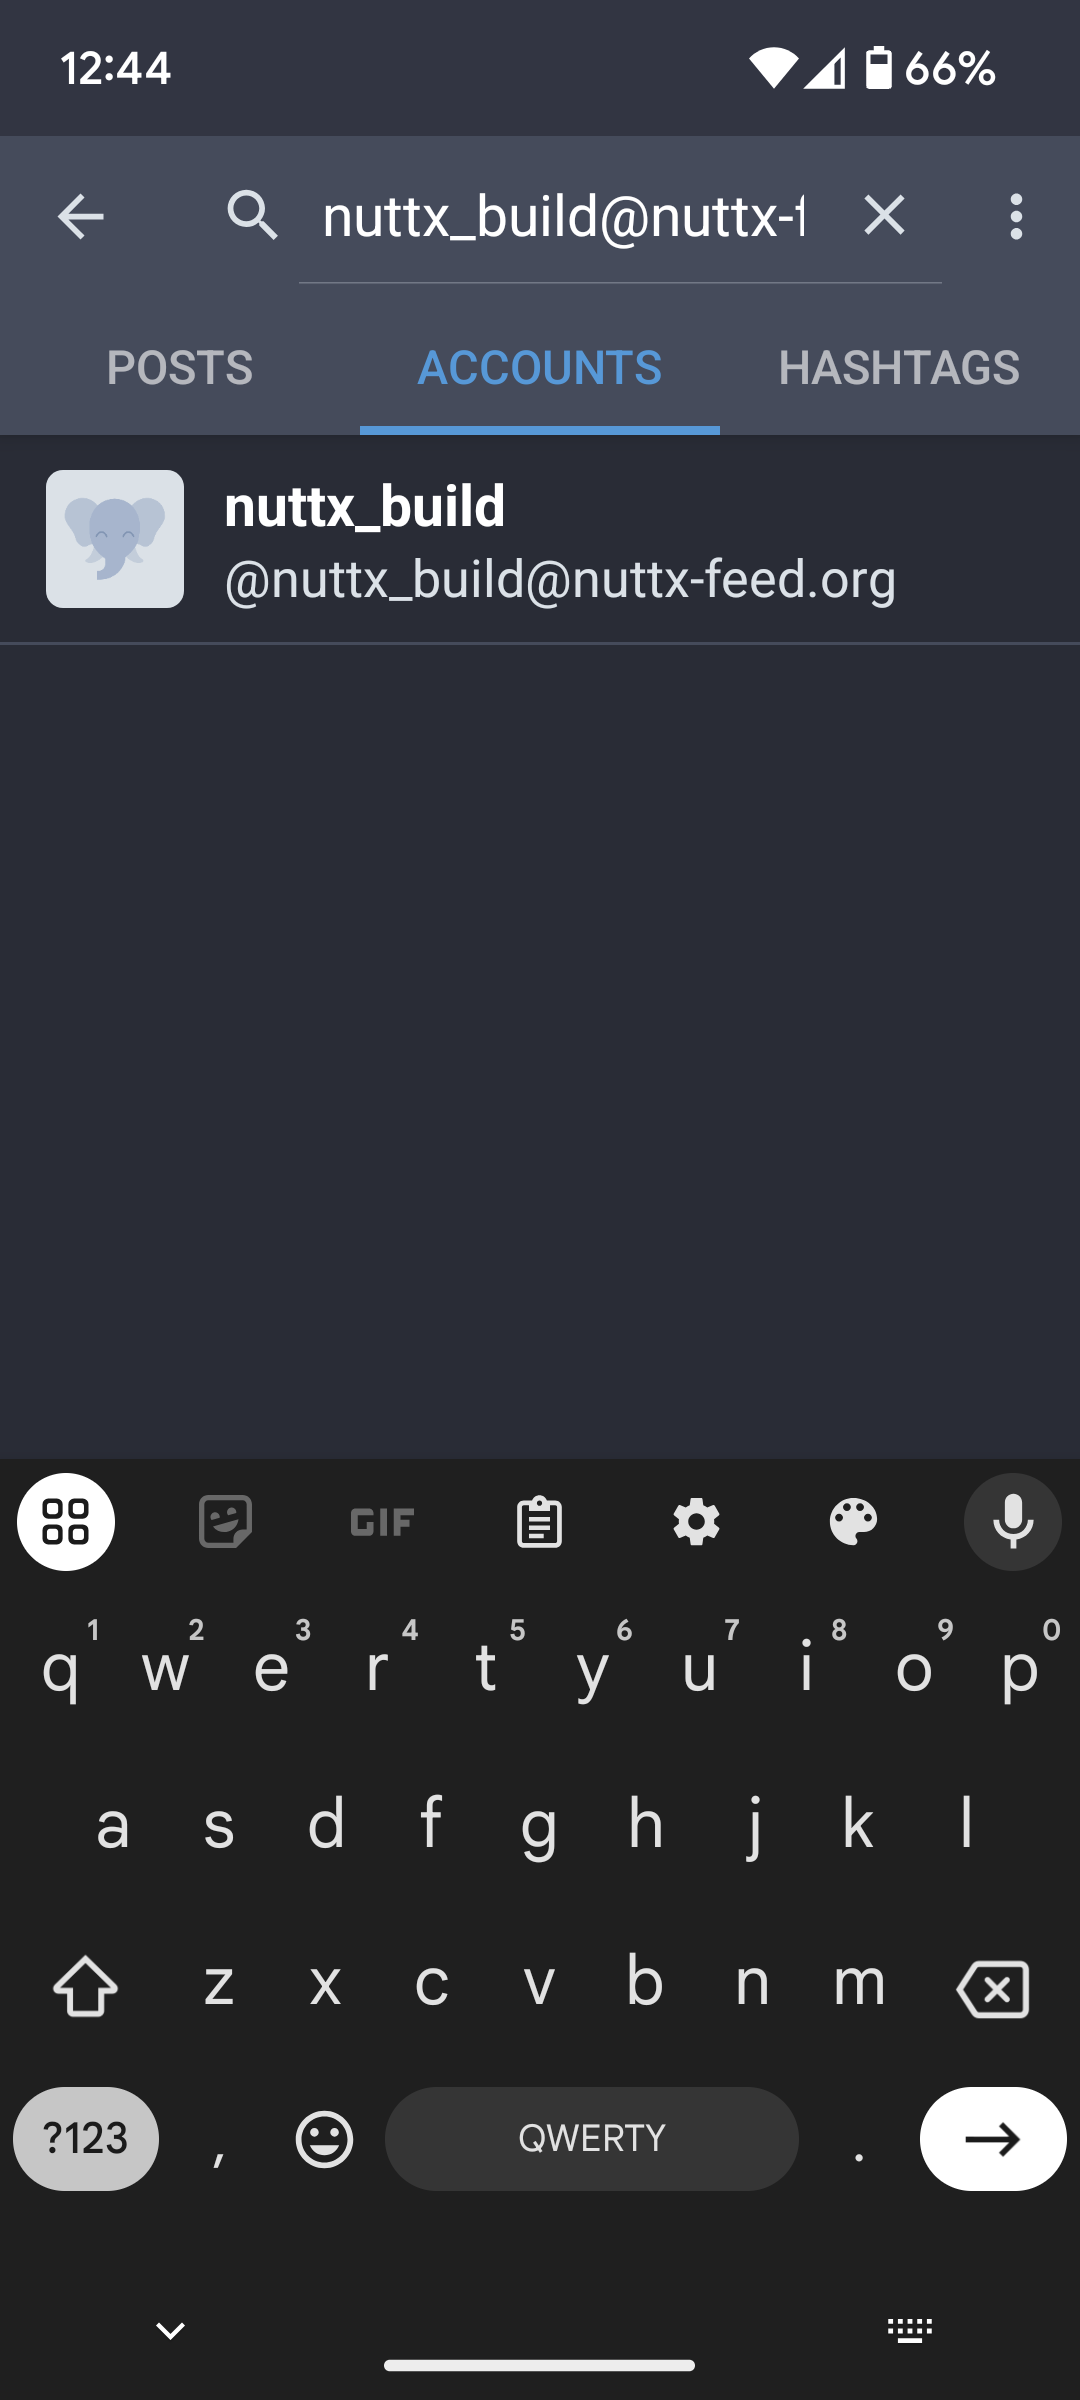 12:44 66%
nuttx_build@nuttx-f
POSTS ACCOUNTS HASHTAGS
nuttx_build
@nuttx_build@nuttx-feed.org
GIF
1 2 3 4 5 6 7 8 9 0
q w e r t y u i o p
a s d f g h j k l
z x c v b n m
?123 , QWERTY .